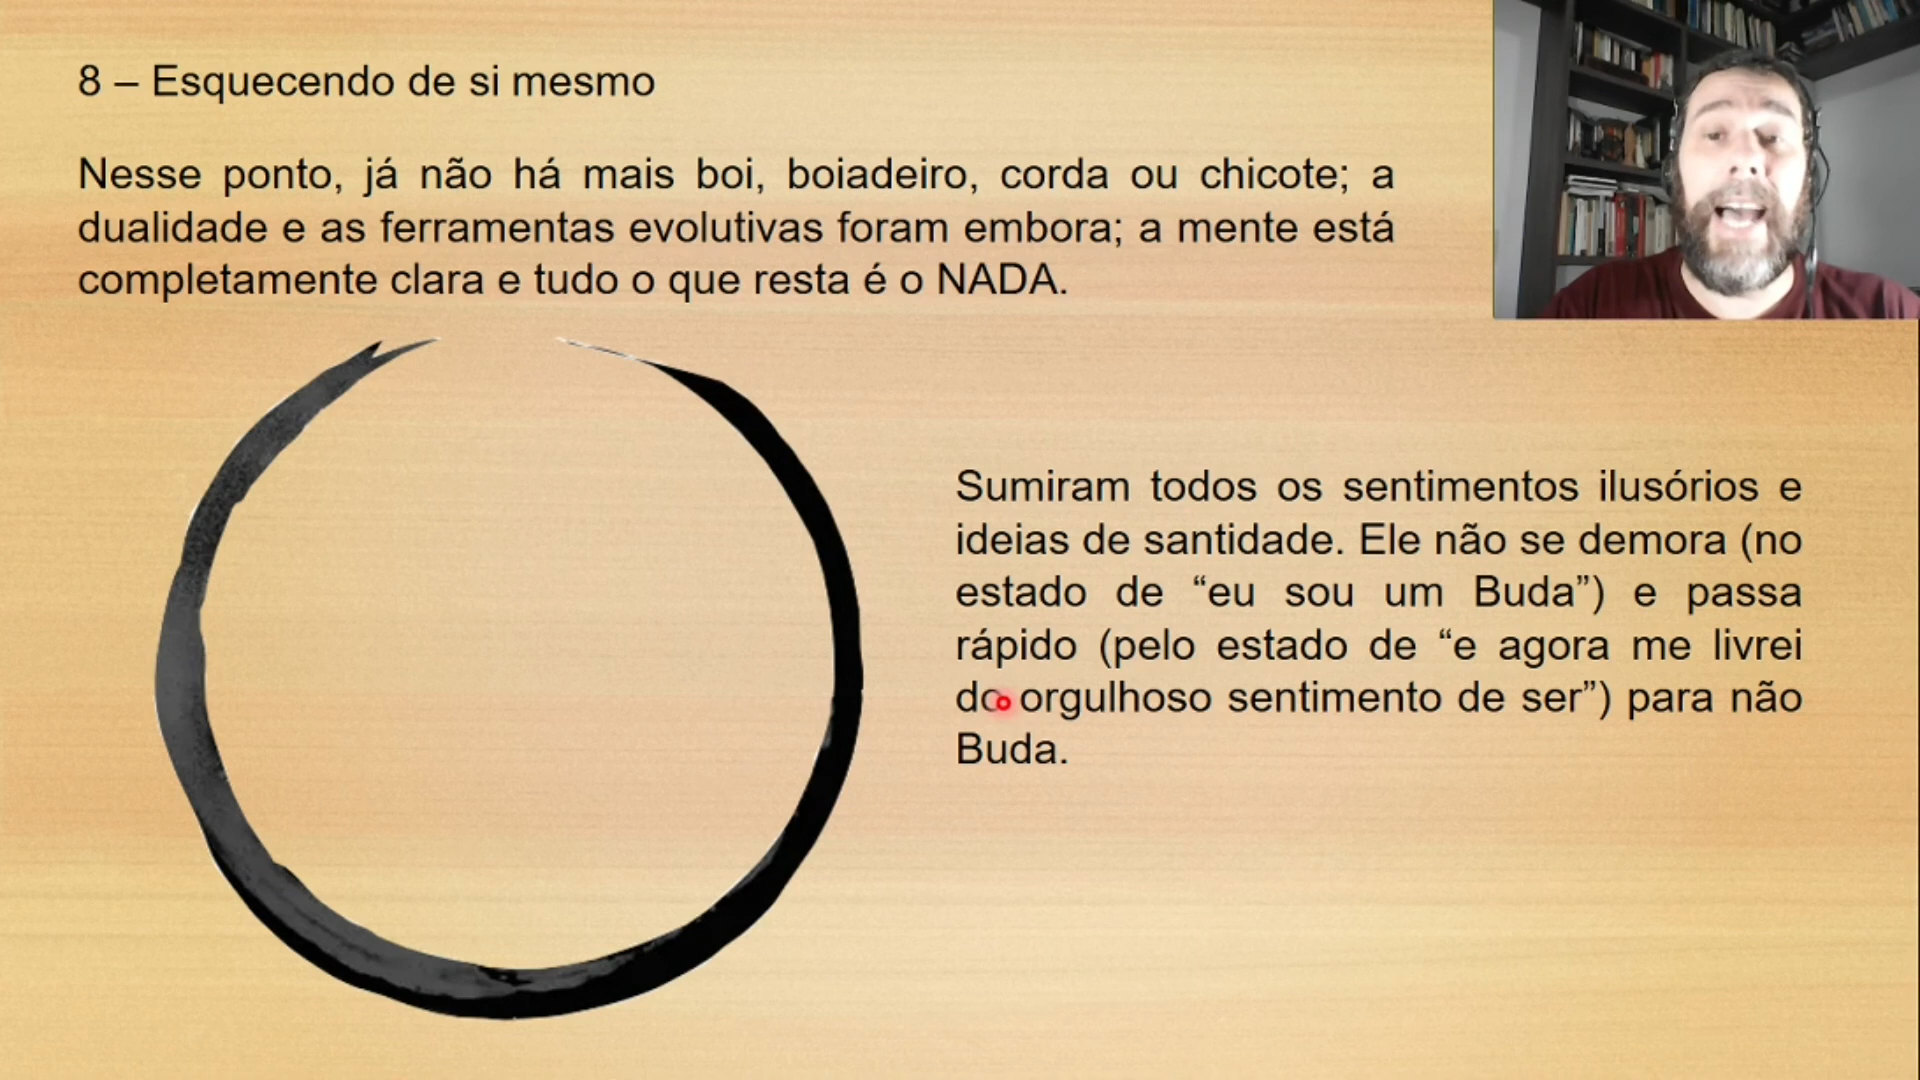 8 – Esquecendo de si mesmo
Nesse ponto, já não há mais boi, boiadeiro, corda ou chicote; a
dualidade e as ferramentas evolutivas foram embora; a mente está
completamente clara e tudo o que resta é o NADA.
Sumiram todos os sentimentos ilusórios e
ideias de santidade. Ele não se demora (no
estado de “eu sou um Buda”) e passa
rápido (pelo estado de “e agora me livrei
do orgulhoso sentimento de ser”) para não
Buda.